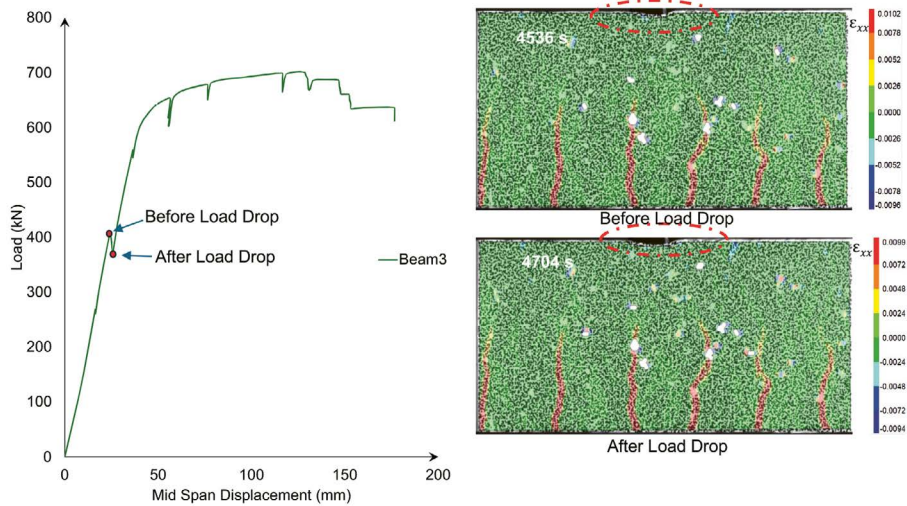 800
700
600
500
400
300
200
100
0
Load (kN)
Before Load Drop
After Load Drop
Beam3
0
50
100
150
200
Mid Span Displacement (mm)
4536 s
εxx
0.0102
0.0078
0.0052
0.0026
0.0000
-0.0026
-0.0052
-0.0078
-0.0096
Before Load Drop
4704 s
εxx
0.0099
0.0072
0.0048
0.0024
0.0000
-0.0024
-0.0048
-0.0072
-0.0094
After Load Drop